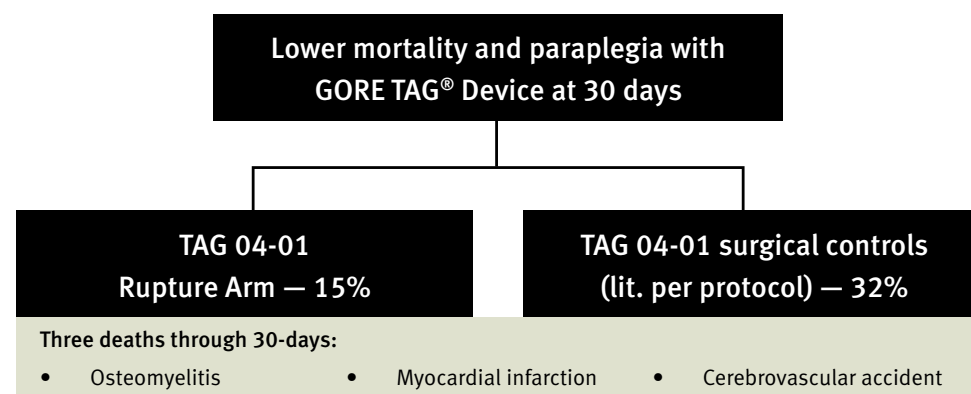 Lower mortality and paraplegia with
GORE TAG® Device at 30 days
TAG 04-01
Rupture Arm — 15%
TAG 04-01 surgical controls
(lit. per protocol) — 32%
Three deaths through 30-days:
• Osteomyelitis • Myocardial infarction • Cerebrovascular accident